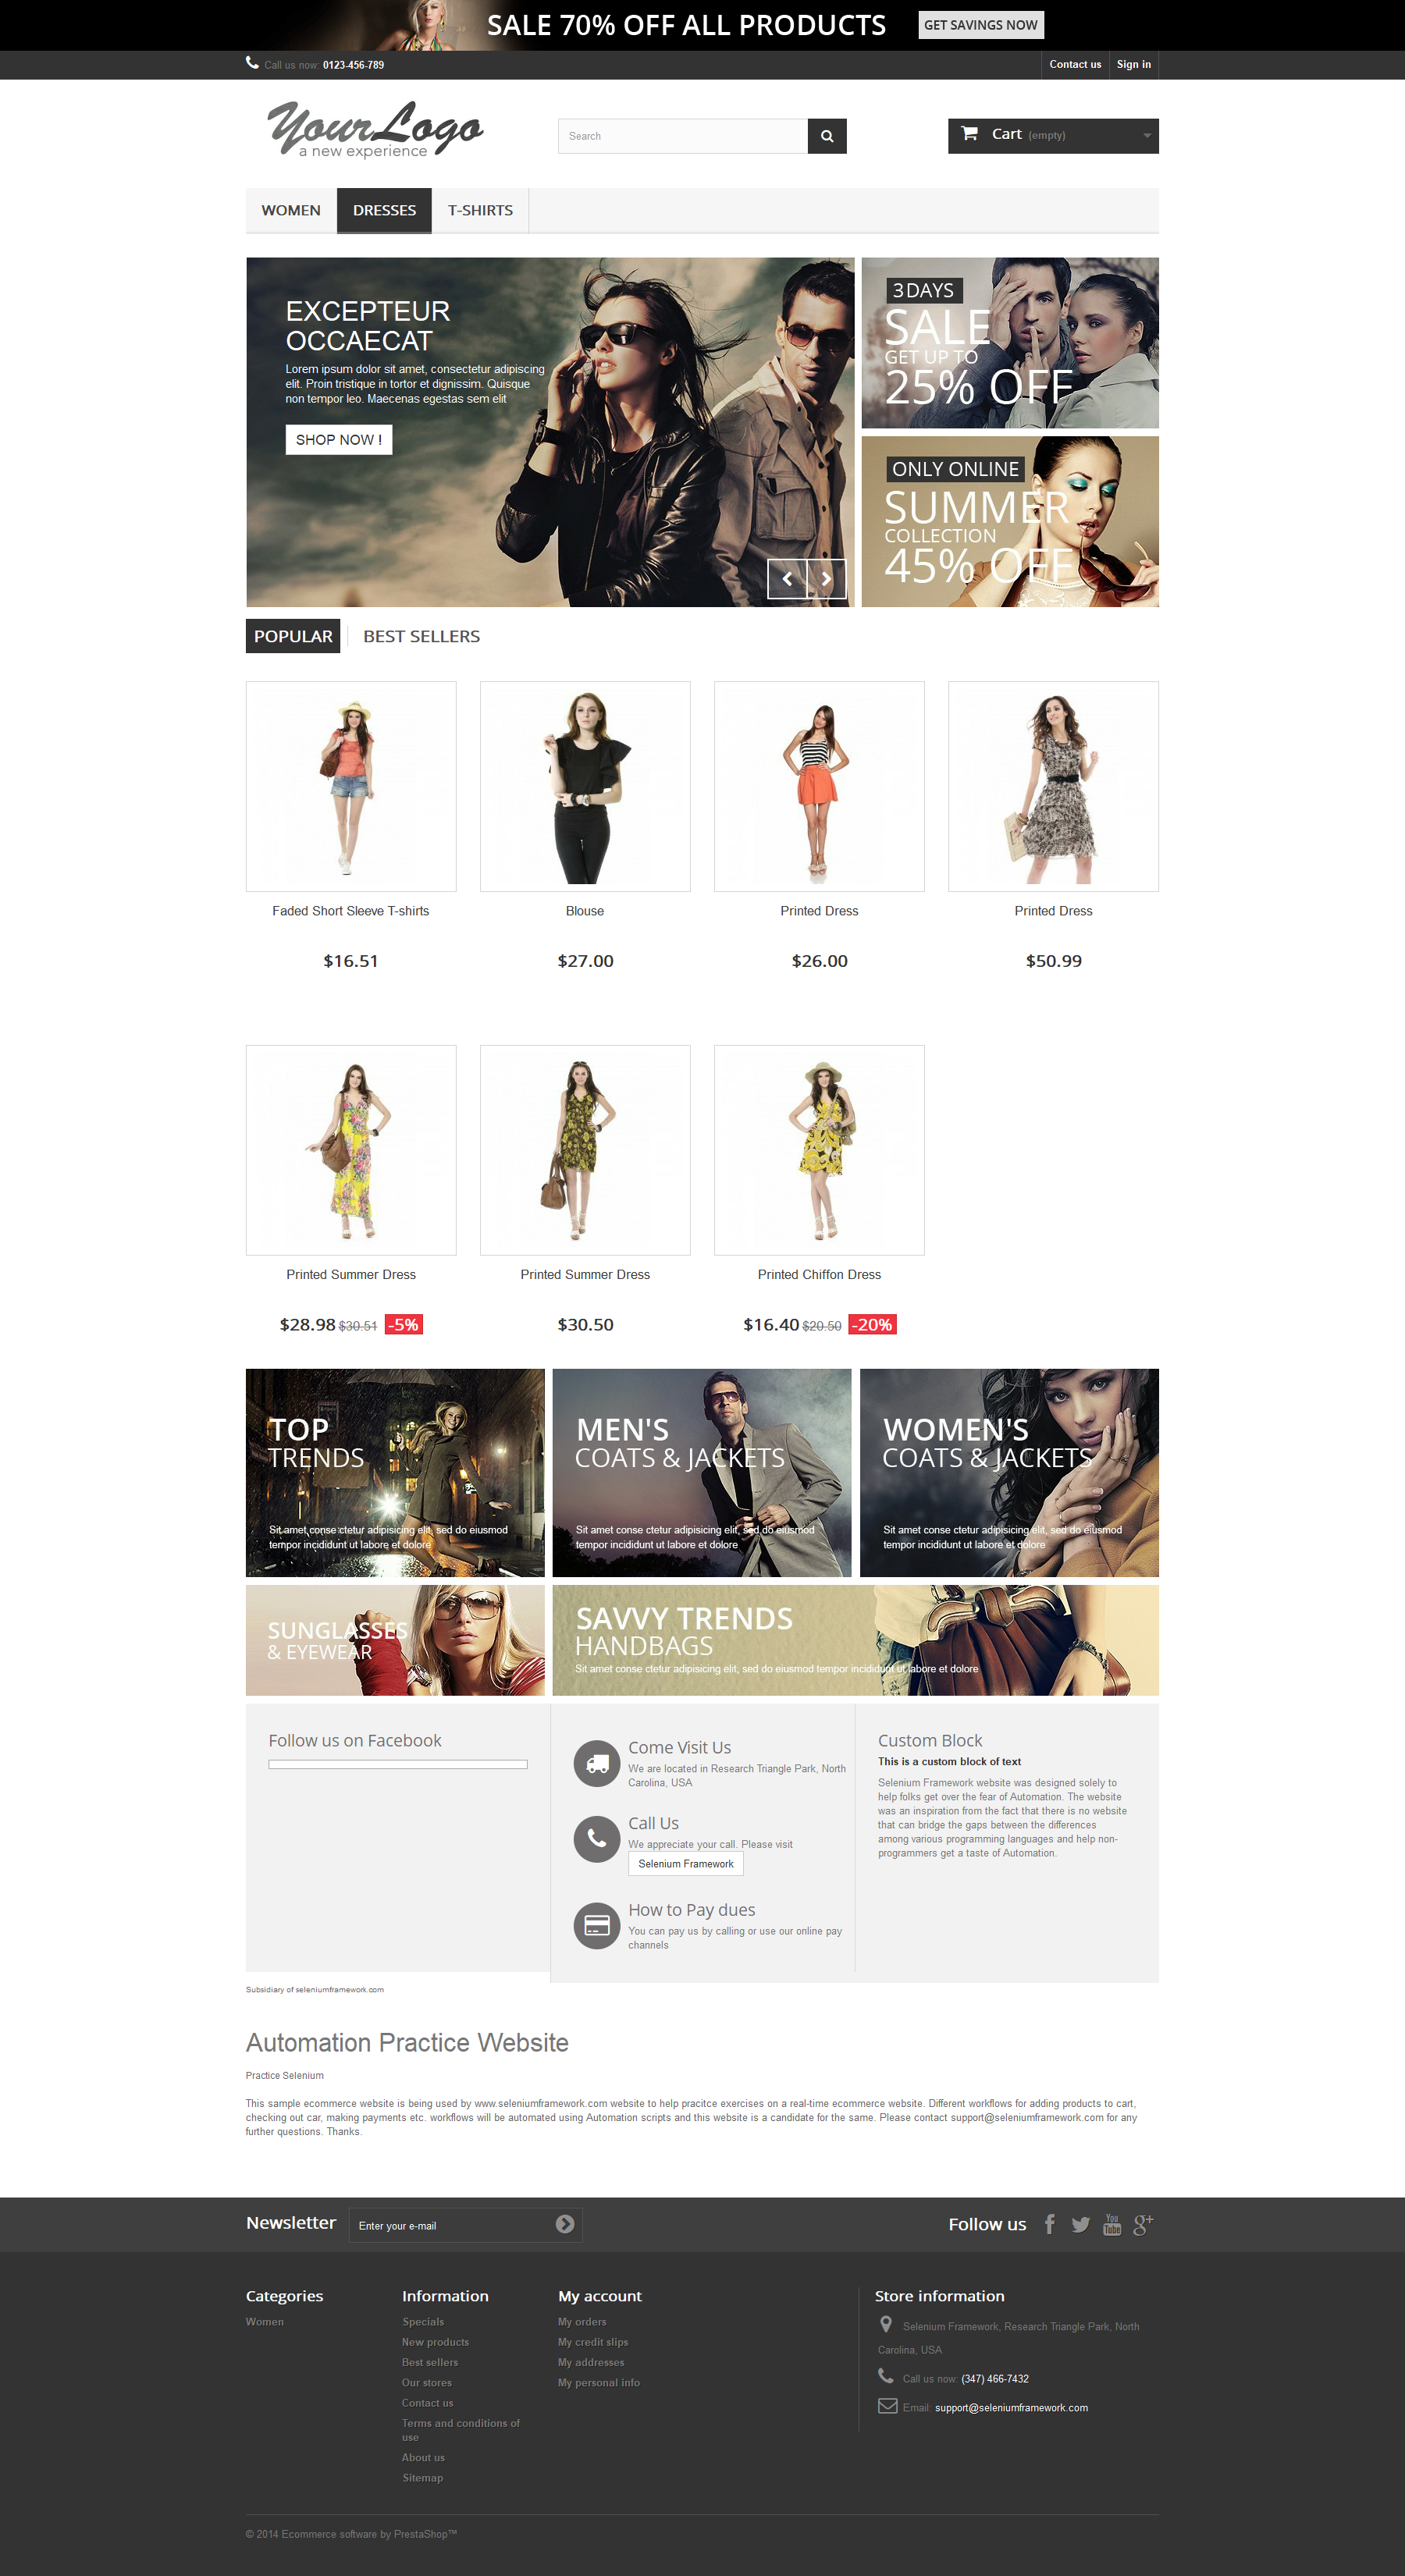 SALE 70% OFF ALL PRODUCTS GET SAVINGS NOW
Call us now: 0123-456-789
Contact us Sign in
YourLogo
a new experience
Search
Cart (empty)
WOMEN DRESSES T-SHIRTS
EXCEPTEUR
OCCAECAT
Lorem ipsum dolor sit amet, consectetur adipiscing
elit. Proin tristique in tortor et dignissim. Quisque
non tempor leo. Maecenas egestas sem elit
SHOP NOW !
3 DAYS
SALE
GET UP TO
25% OFF
ONLY ONLINE
SUMMER
COLLECTION
45% OFF
POPULAR BEST SELLERS
Faded Short Sleeve T-shirts
$16.51
Blouse
$27.00
Printed Dress
$26.00
Printed Dress
$50.99
Printed Summer Dress
$28.98 $30.51 -5%
Printed Summer Dress
$30.50
Printed Chiffon Dress
$16.40 $20.50 -20%
TOP
TRENDS
Sit amet conse ctetur adipisicing elit, sed do eiusmod
tempor incididunt ut labore et dolore
MEN'S
COATS & JACKETS
Sit amet conse ctetur adipisicing elit, sed do eiusmod
tempor incididunt ut labore et dolore
WOMEN'S
COATS & JACKETS
Sit amet conse ctetur adipisicing elit, sed do eiusmod
tempor incididunt ut labore et dolore
SUNGLASSES
& EYEWEAR
SAVVY TRENDS
HANDBAGS
Sit amet conse ctetur adipisicing elit, sed do eiusmod tempor incididunt ut labore et dolore
Follow us on Facebook
Come Visit Us
We are located in Research Triangle Park, North
Carolina, USA
Call Us
We appreciate your call. Please visit
Selenium Framework
How to Pay dues
You can pay us by calling or use our online pay
channels
Custom Block
This is a custom block of text
Selenium Framework website was designed solely to
help folks get over the fear of Automation. The website
was an inspiration from the fact that there is no website
that can bridge the gaps between the differences
among various programming languages and help non-
programmers get a taste of Automation.
Subsidiary of seleniumframework.com
Automation Practice Website
Practice Selenium
This sample ecommerce website is being used by www.seleniumframework.com website to help pracitce exercises on a real-time ecommerce website. Different workflows for adding products to cart,
checking out car, making payments etc. workflows will be automated using Automation scripts and this website is a candidate for the same. Please contact support@seleniumframework.com for any
further questions. Thanks.
Newsletter
Enter your e-mail
Follow us
You
Tube
g+
Categories
Women
Information
Specials
New products
Best sellers
Our stores
Contact us
Terms and conditions of
use
About us
Sitemap
My account
My orders
My credit slips
My addresses
My personal info
Store information
Selenium Framework, Research Triangle Park, North
Carolina, USA
Call us now: (347) 466-7432
Email: support@seleniumframework.com
© 2014 Ecommerce software by PrestaShop™